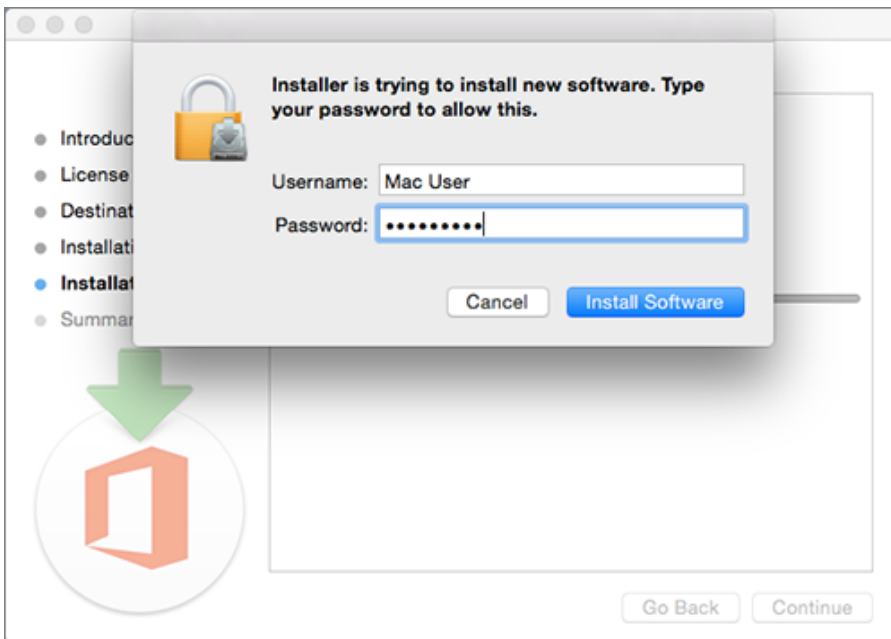 Installer is trying to install new software. Type
your password to allow this.
Username: Mac User
Password: •••••••••
Cancel Install Software
Introduc
License
Destinat
Installati
Installat
Summar
Go Back Continue